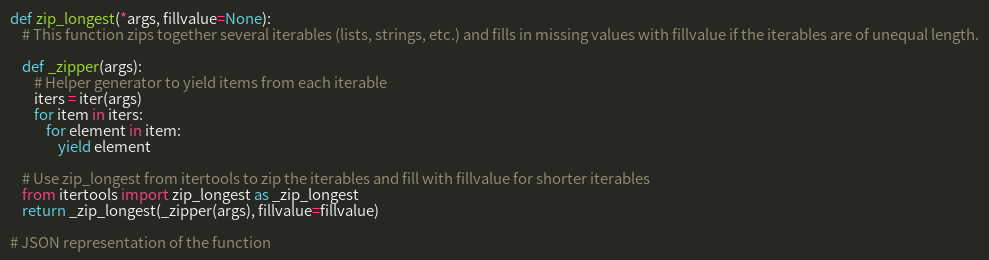 def zip_longest(*args, fillvalue=None):
# This function zips together several iterables (lists, strings, etc.) and fills in missing values with fillvalue if the iterables are of unequal length.
def _zipper(args):
# Helper generator to yield items from each iterable
iters = iter(args)
for item in iters:
for element in item:
yield element
# Use zip_longest from itertools to zip the iterables and fill with fillvalue for shorter iterables
from itertools import zip_longest as _zip_longest
return _zip_longest(_zipper(args), fillvalue=fillvalue)
# JSON representation of the function